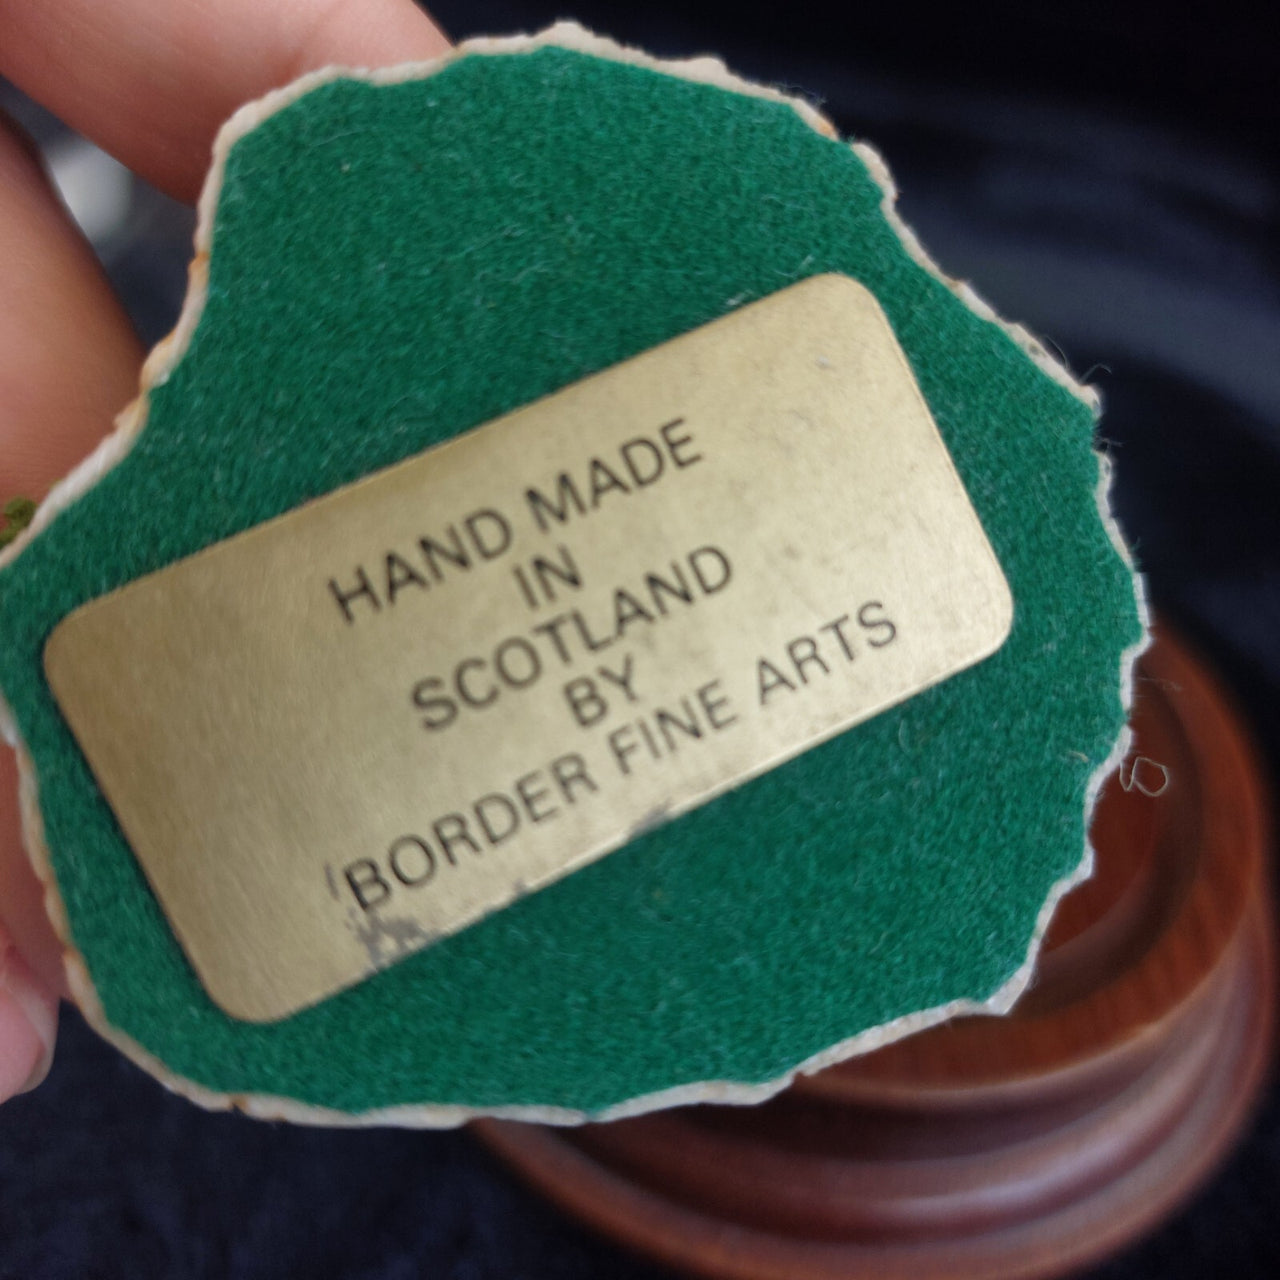 HAND MADE
IN
SCOTLAND
BY
BORDER FINE ARTS